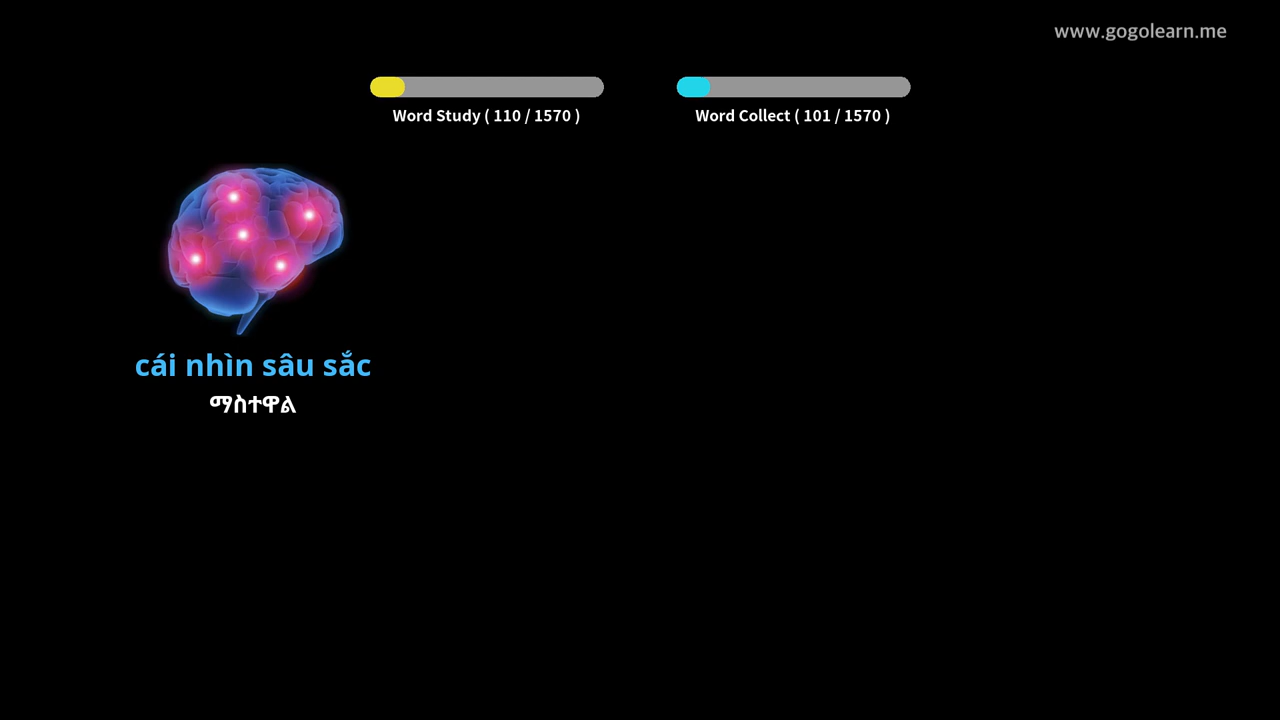 www.gogolearn.me
Word Study ( 110 / 1570 )
Word Collect ( 101 / 1570 )
cái nhìn sâu sắc
ማስተዋል